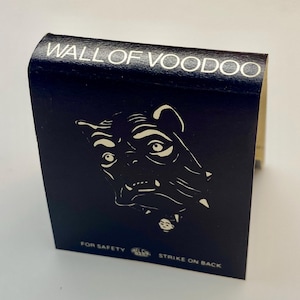 WALL OF VOODOO
FOR SAFETY STRIKE ON BACK